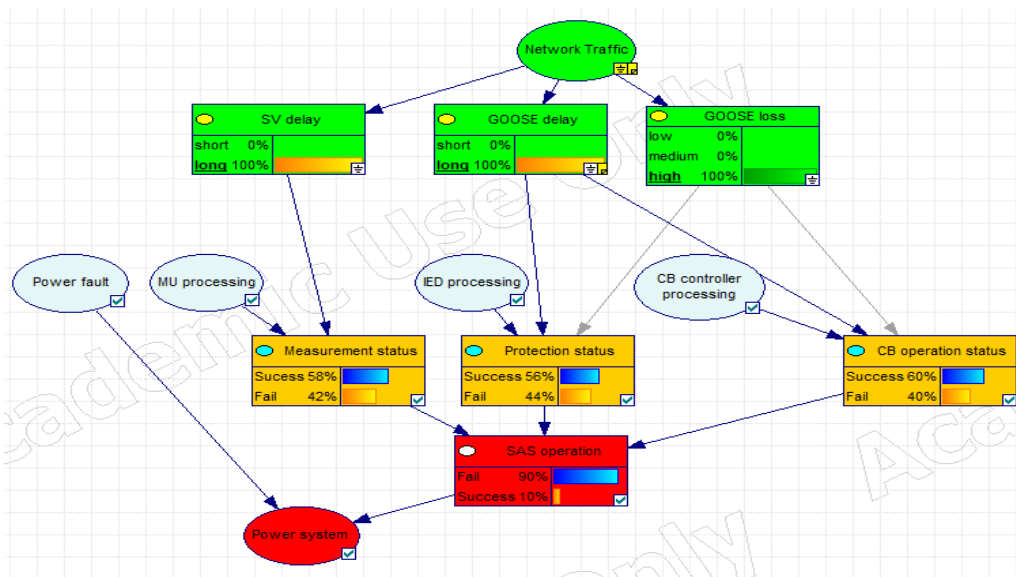 Network Traffic
SV delay
short 0%
long 100%
GOOSE delay
short 0%
long 100%
GOOSE loss
low 0%
medium 0%
high 100%
Power fault
MU processing
IED processing
CB controller
processing
Measurement status
Sucess 58%
Fail 42%
Protection status
Success 56%
Fail 44%
CB operation status
Success 60%
Fail 40%
SAS operation
Fail 90%
Success 10%
Power system
Academic Use Only
Only
Aca